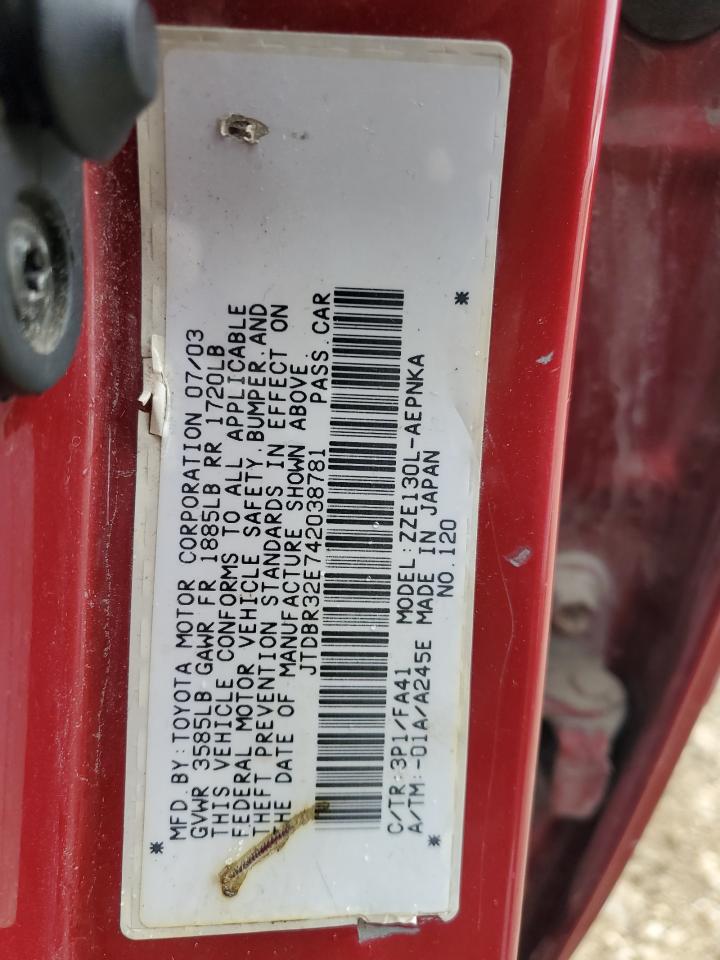 MFD.BY:TOYOTA MOTOR CORPORATION 07/03
GVWR 3585LB GAWR FR 1885LB RR 1720LB
THIS VEHICLE CONFORMS TO ALL APPLICABLE
FEDERAL MOTOR VEHICLE SAFETY,BUMPER,AND
THEFT PREVENTION STANDARDS IN EFFECT ON
THE DATE OF MANUFACTURE SHOWN ABOVE.
JTDBR32E742038781 PASS.CAR
C/TR:3P1/FA41 MODEL:ZZE130L-AEPNKA
A/TM:-01A/A245E MADE IN JAPAN
NO.120